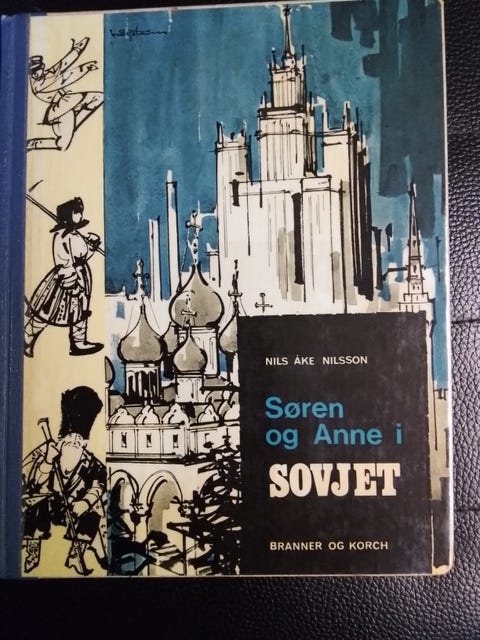 NILS ÅKE NILSSON
Søren
og Anne i
SOVJET
BRANNER OG KORCH